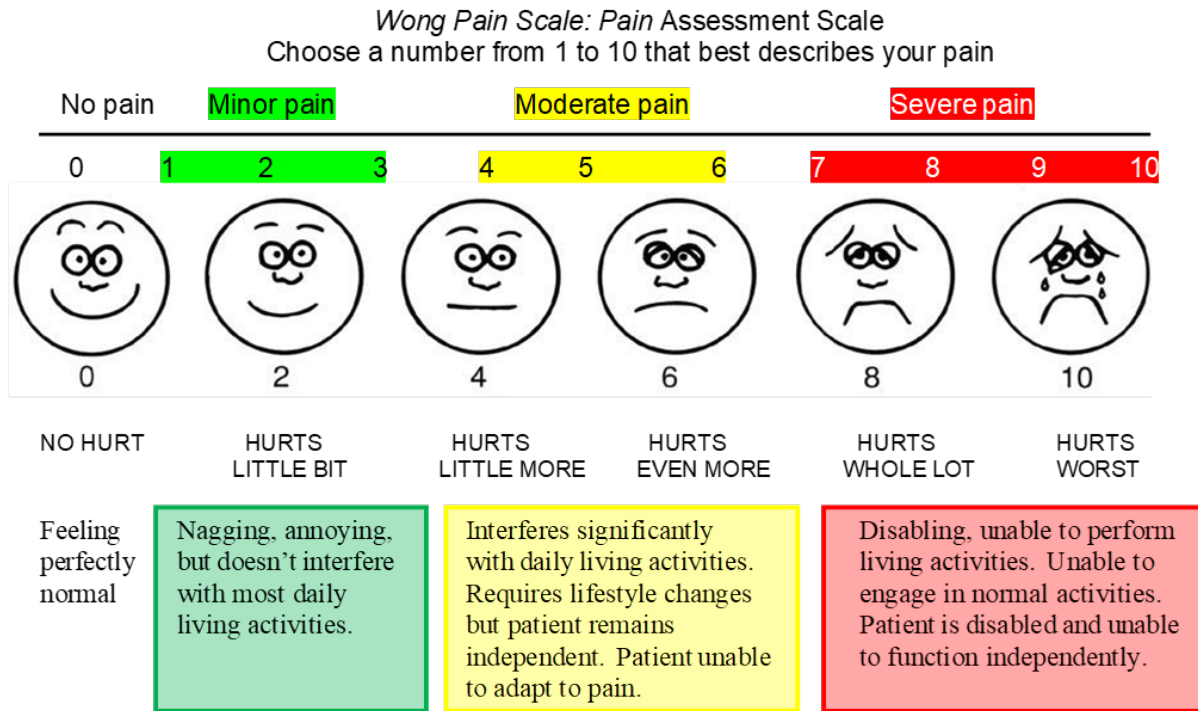 Wong Pain Scale: Pain Assessment Scale
Choose a number from 1 to 10 that best describes your pain
No pain Minor pain Moderate pain Severe pain
0 1 2 3 4 5 6 7 8 9 10
0 2 4 6 8 10
NO HURT
HURTS
LITTLE BIT
HURTS
LITTLE MORE
HURTS
EVEN MORE
HURTS
WHOLE LOT
HURTS
WORST
Feeling
perfectly
normal
Nagging, annoying,
but doesn’t interfere
with most daily
living activities.
Interferes significantly
with daily living activities.
Requires lifestyle changes
but patient remains
independent. Patient unable
to adapt to pain.
Disabling, unable to perform
living activities. Unable to
engage in normal activities.
Patient is disabled and unable
to function independently.